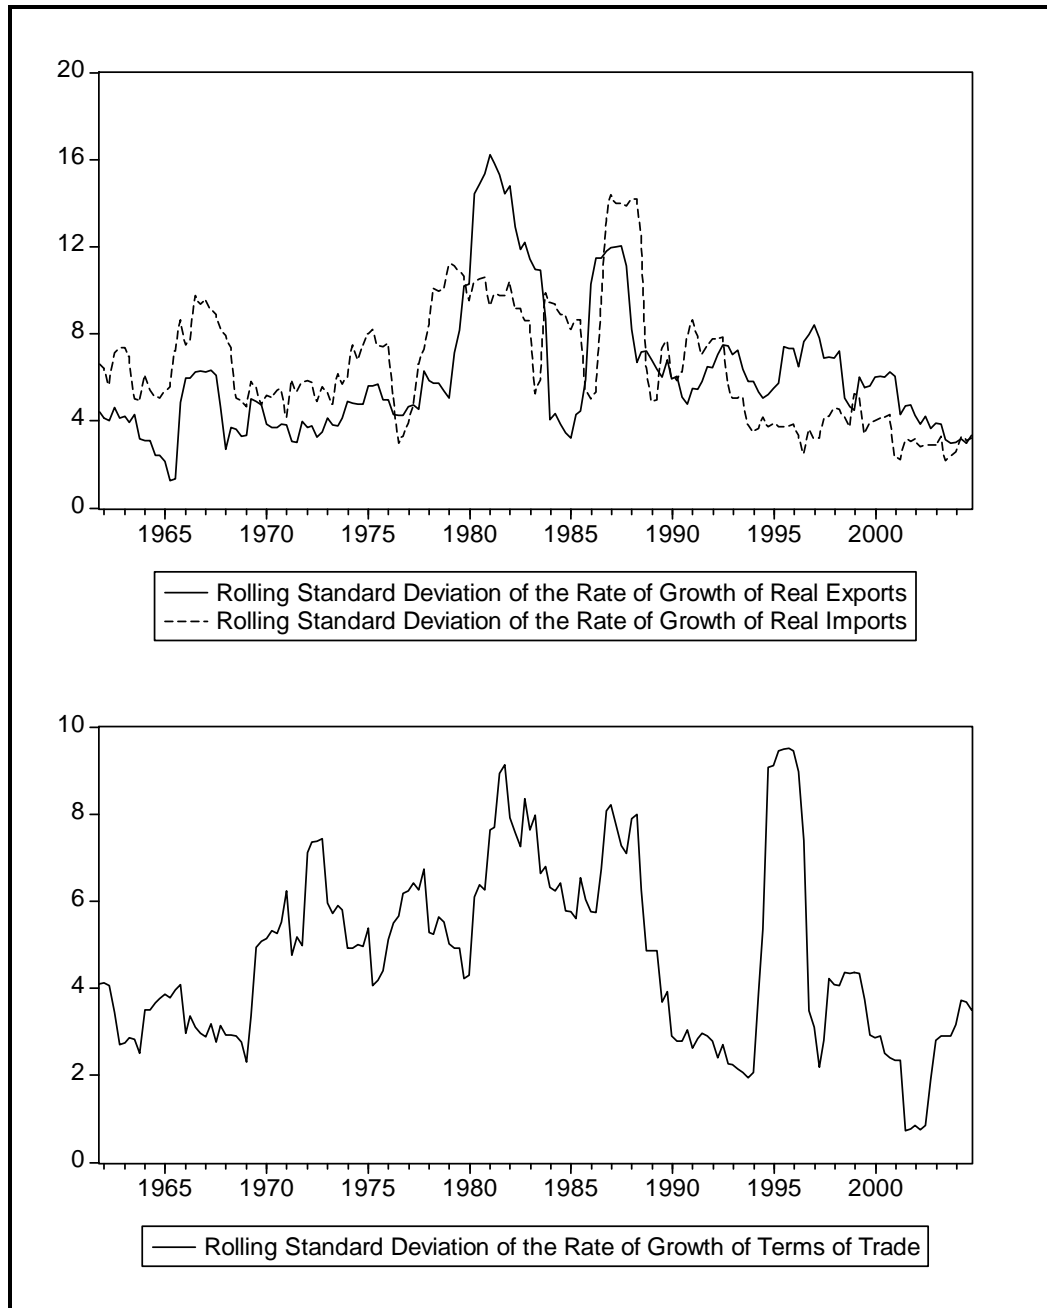 20
16
12
8
4
0
1965 1970 1975 1980 1985 1990 1995 2000
Rolling Standard Deviation of the Rate of Growth of Real Exports
Rolling Standard Deviation of the Rate of Growth of Real Imports
10
8
6
4
2
0
1965 1970 1975 1980 1985 1990 1995 2000
Rolling Standard Deviation of the Rate of Growth of Terms of Trade